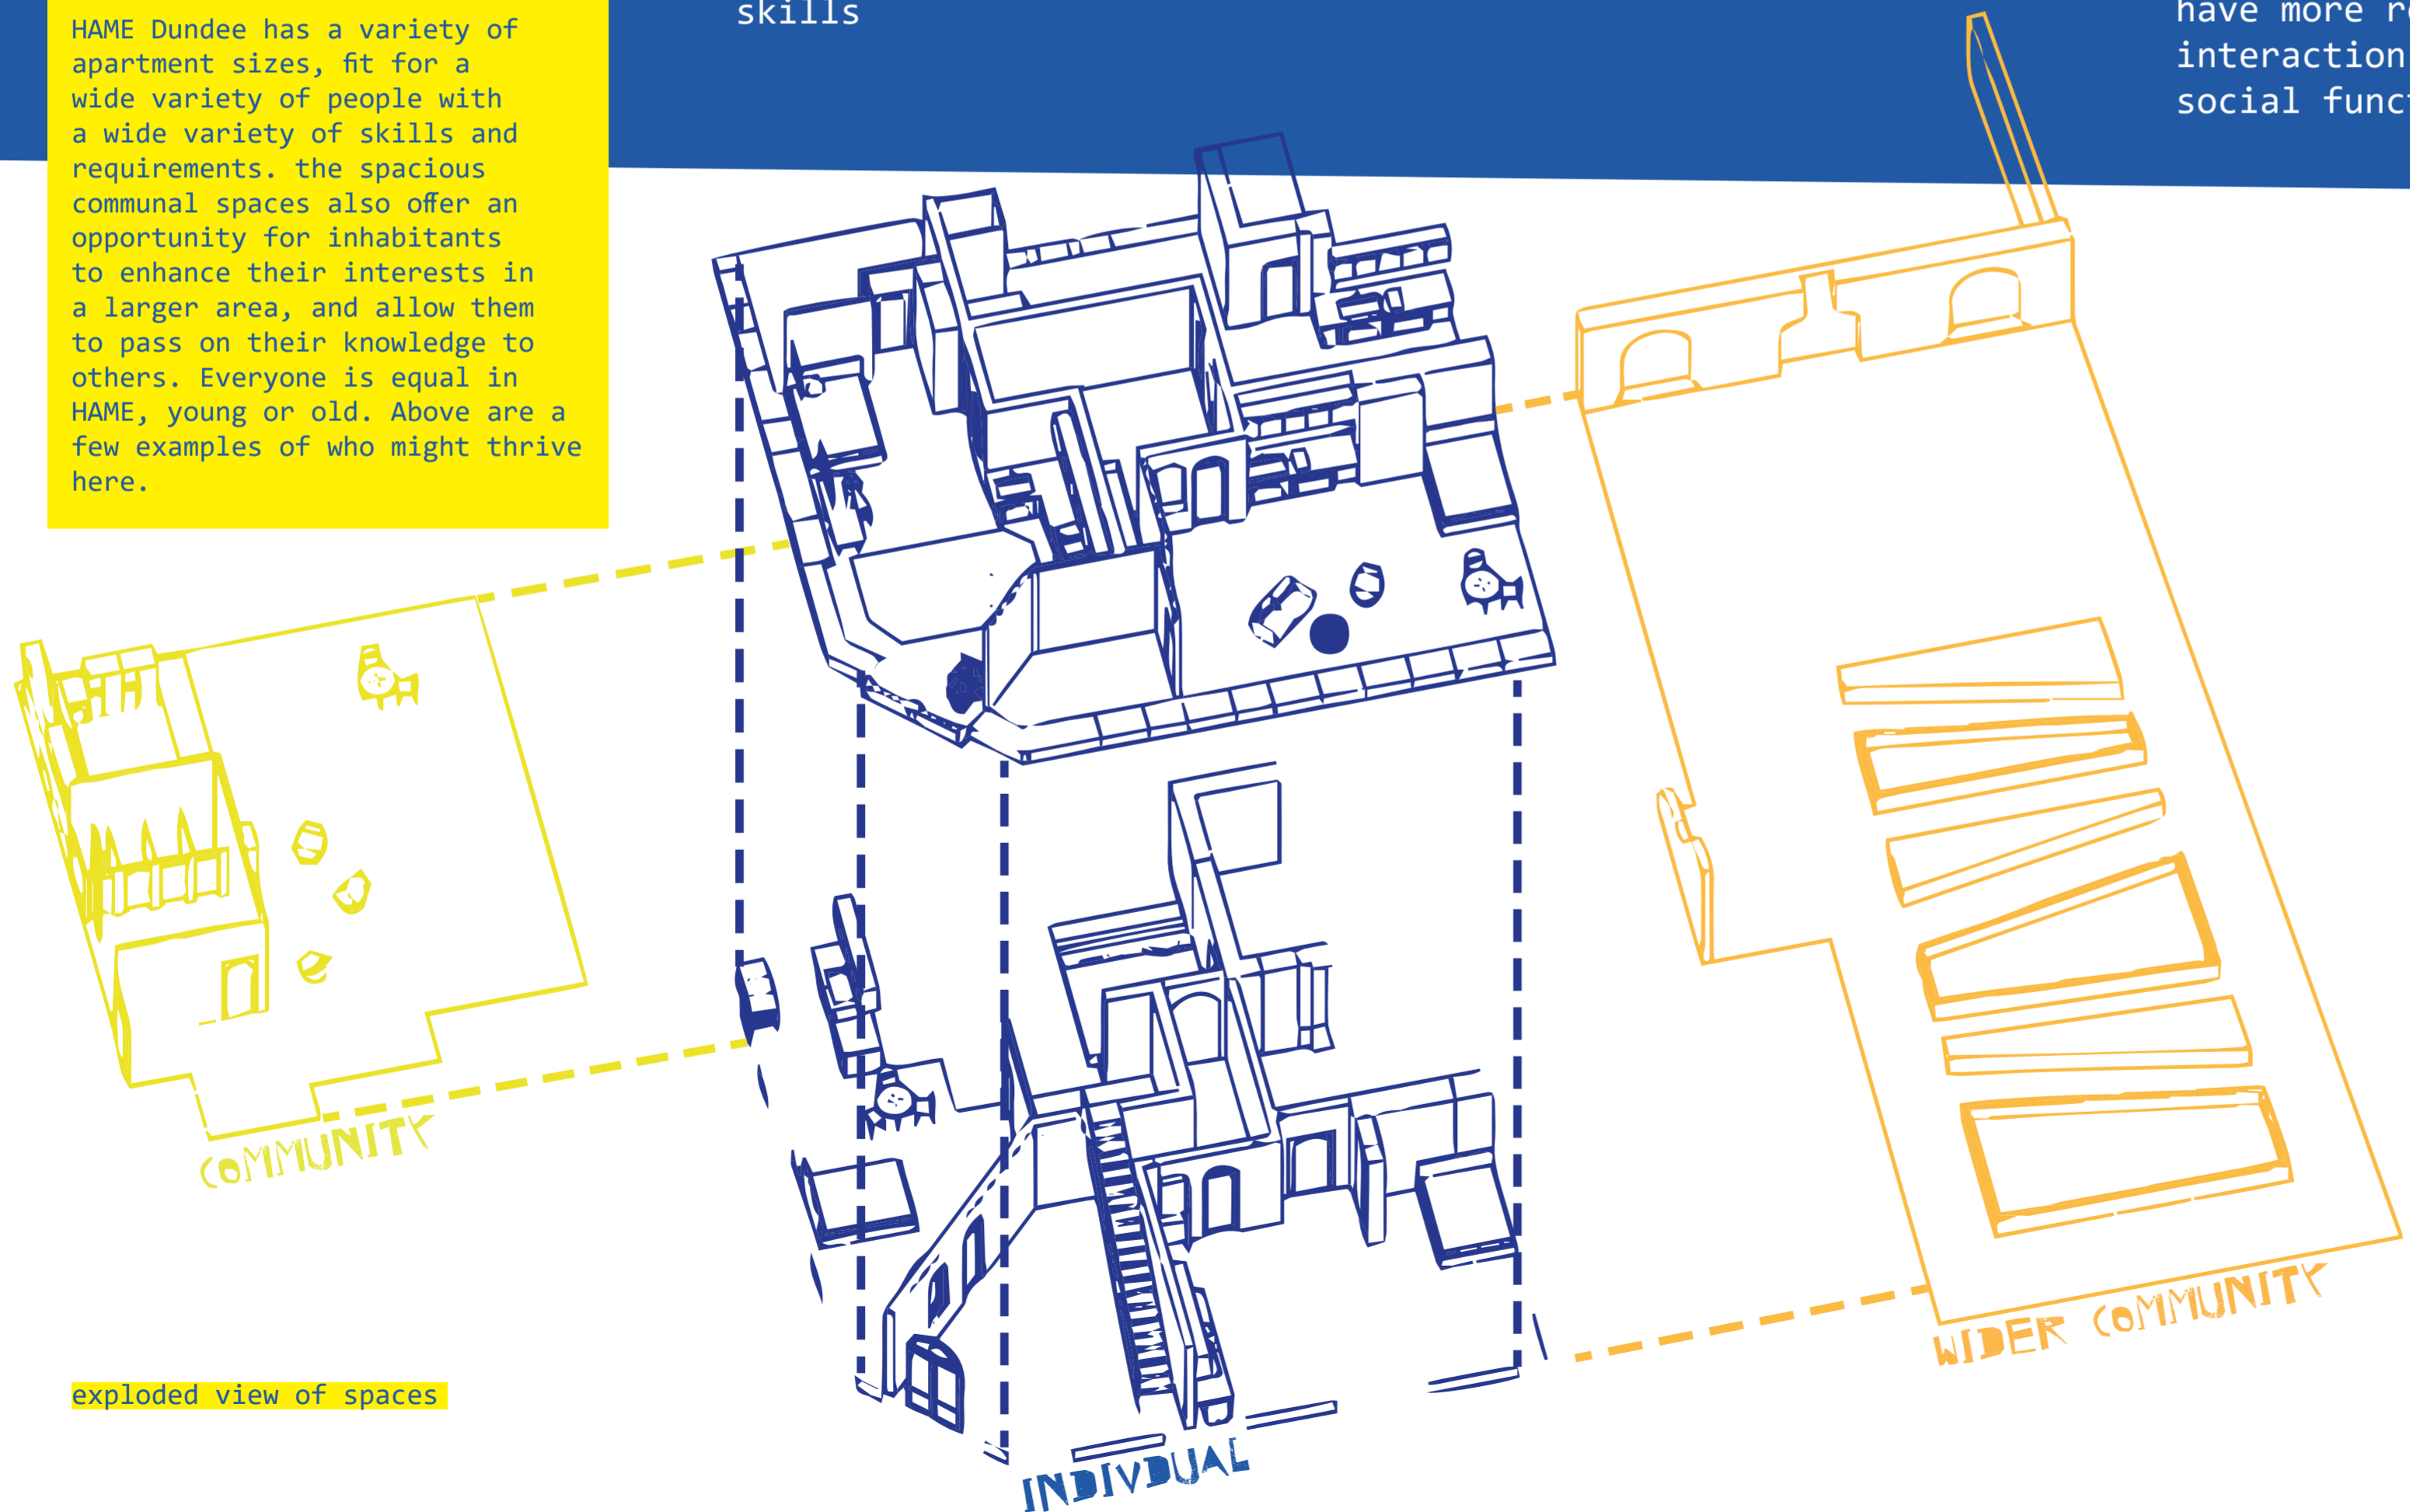 skills
have more
interaction
social
HAME Dundee has a variety of
apartment sizes, fit for a
wide variety of people with
a wide variety of skills and
requirements. the spacious
communal spaces also offer an
opportunity for inhabitants
to enhance their interests in
a larger area, and allow them
to pass on their knowledge to
others. Everyone is equal in
HAME, young or old. Above are a
few examples of who might thrive
here.
COMMUNITY
WIDER COMMUNITY
exploded view of spaces
INDIVDUAL